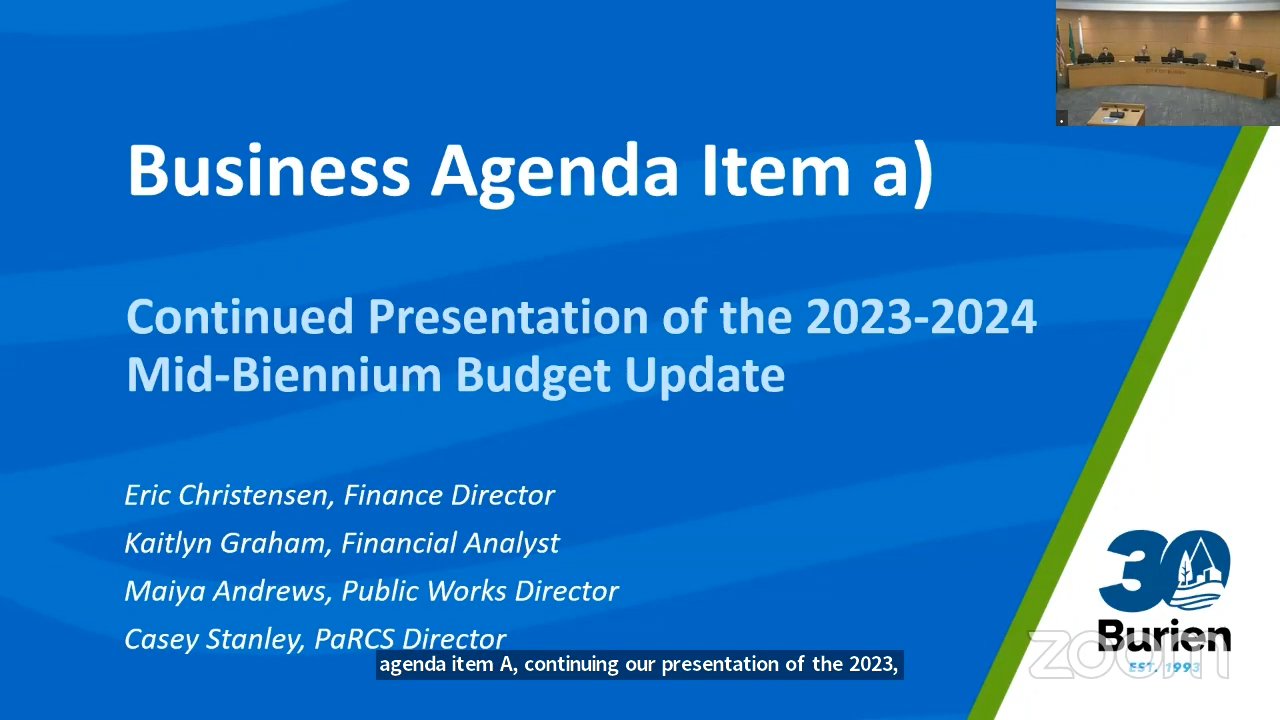 Business Agenda Item a)
Continued Presentation of the 2023-2024
Mid-Biennium Budget Update
Eric Christensen, Finance Director
Kaitlyn Graham, Financial Analyst
Maiya Andrews, Public Works Director
Casey Stanley, PaRCS Director
agenda item A, continuing our presentation of the 2023,
30
Burien
EST. 1993
zoom